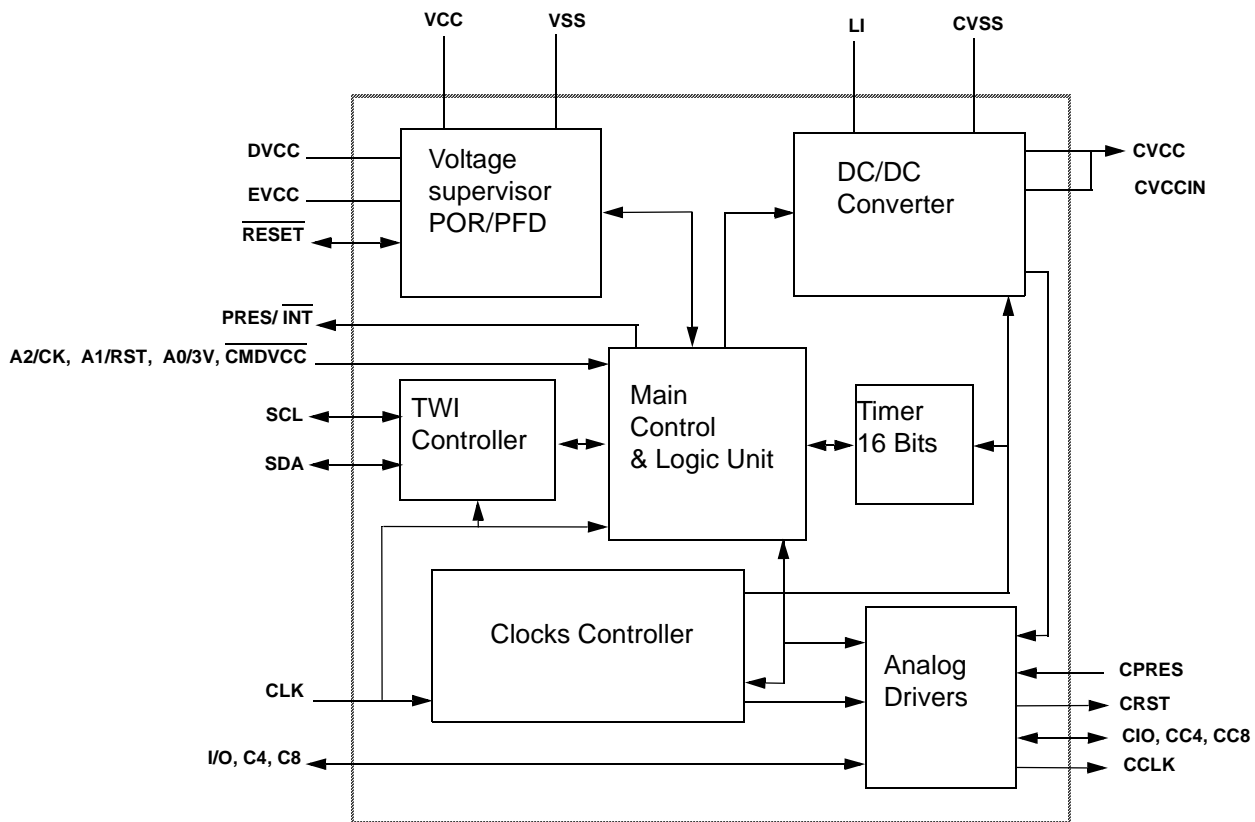 VCC
VSS
LI
CVSS
DVCC
EVCC
RESET
Voltage
supervisor
POR/PFD
DC/DC
Converter
CVCC
CVCCIN
PRES/ INT
A2/CK, A1/RST, A0/3V, CMDVCC
SCL
SDA
TWI
Controller
Main
Control
& Logic Unit
Timer
16 Bits
Clocks Controller
Analog
Drivers
CLK
I/O, C4, C8
CPRES
CRST
CIO, CC4, CC8
CCLK